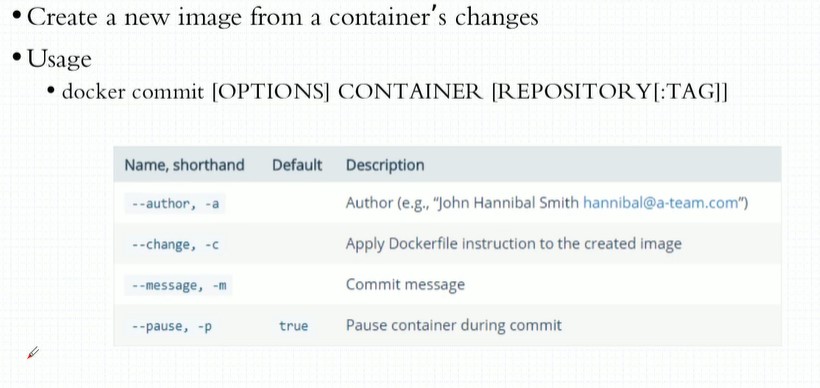 • Create a new image from a container's changes
• Usage
• docker commit [OPTIONS] CONTAINER [REPOSITORY[:TAG]]
Name, shorthand Default Description
--author, -a Author (e.g., "John Hannibal Smith hannibal@a-team.com")
--change, -c Apply Dockerfile instruction to the created image
--message, -m Commit message
--pause, -p true Pause container during commit